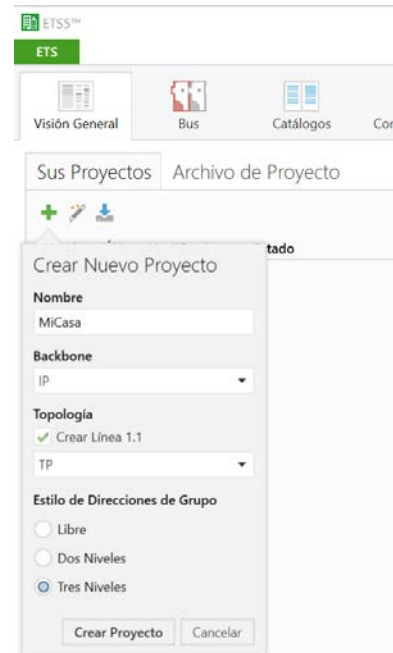 ETS5™
ETS
Visión General Bus Catálogos
Sus Proyectos Archivo de Proyecto
tado
Crear Nuevo Proyecto
Nombre
MiCasa
Backbone
IP
Topología
Crear Línea 1.1
TP
Estilo de Direcciones de Grupo
Libre
Dos Niveles
Tres Niveles
Crear Proyecto Cancelar